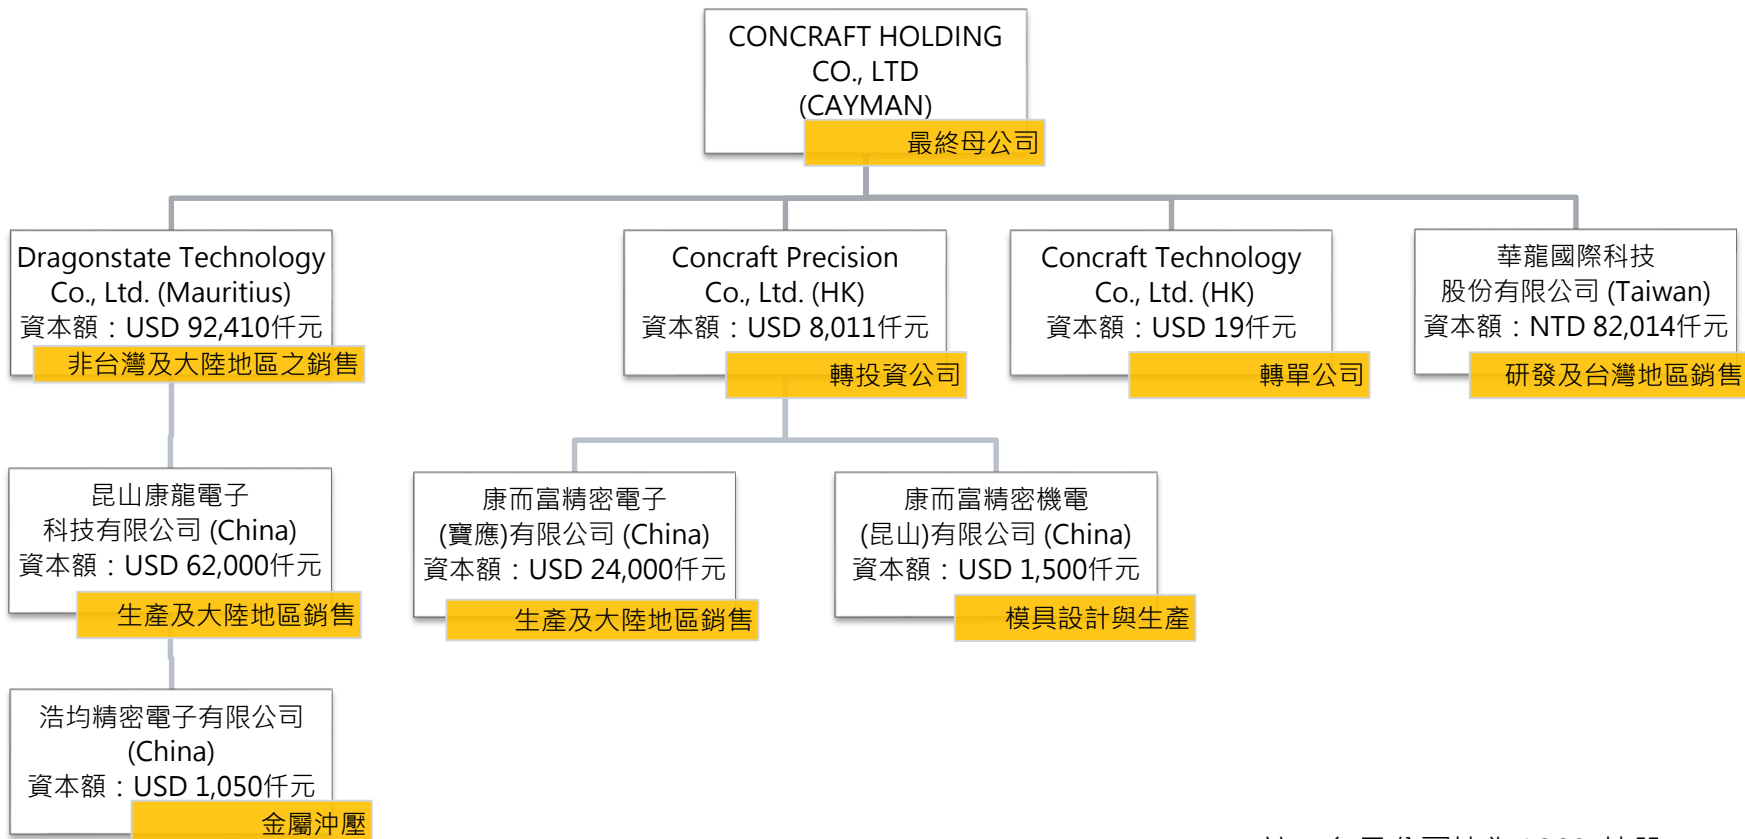 CONCRAFT HOLDING
CO., LTD
(CAYMAN)
最終母公司
Dragonstate Technology
Co., Ltd. (Mauritius)
資本額：USD 92,410仟元
非台灣及大陸地區之銷售
Concraft Precision
Co., Ltd. (HK)
資本額：USD 8,011仟元
轉投資公司
Concraft Technology
Co., Ltd. (HK)
資本額：USD 19仟元
轉單公司
華龍國際科技
股份有限公司 (Taiwan)
資本額：NTD 82,014仟元
研發及台灣地區銷售
昆山康龍電子
科技有限公司 (China)
資本額：USD 62,000仟元
生產及大陸地區銷售
康而富精密電子
(寶應)有限公司 (China)
資本額：USD 24,000仟元
生產及大陸地區銷售
康而富精密機電
(昆山)有限公司 (China)
資本額：USD 1,500仟元
模具設計與生產
浩均精密電子有限公司
(China)
資本額：USD 1,050仟元
金屬沖壓